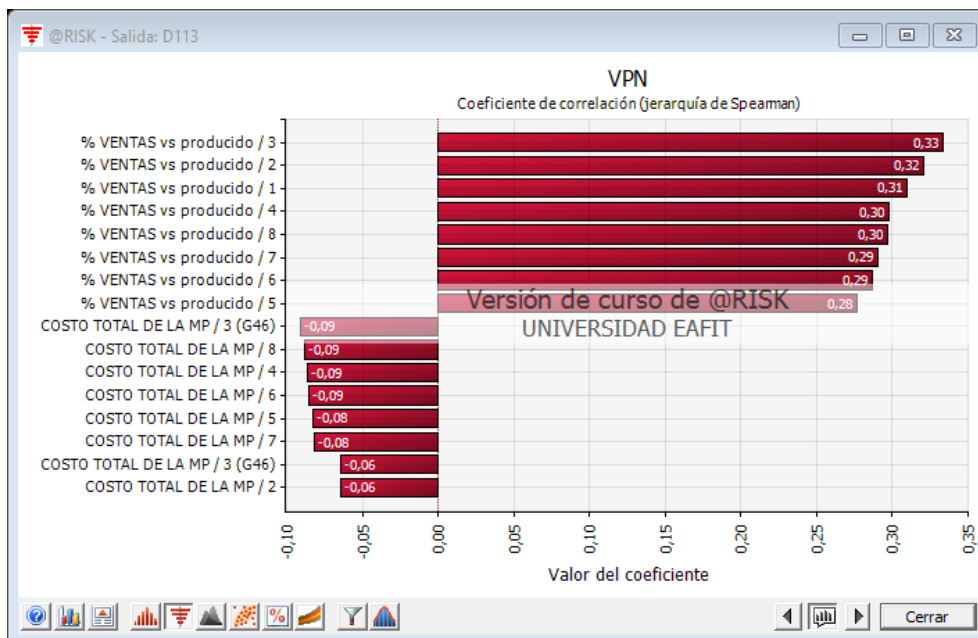 @RISK - Salida: D113
VPN
Coeficiente de correlación (jerarquía de Spearman)
% VENTAS vs producido / 3
0,33
% VENTAS vs producido / 2
0,32
% VENTAS vs producido / 1
0,31
% VENTAS vs producido / 4
0,30
% VENTAS vs producido / 8
0,30
% VENTAS vs producido / 7
0,29
% VENTAS vs producido / 6
0,29
% VENTAS vs producido / 5
0,28
Versión de curso de @RISK
UNIVERSIDAD EAFIT
COSTO TOTAL DE LA MP / 3 (G46)
-0,09
COSTO TOTAL DE LA MP / 8
-0,09
COSTO TOTAL DE LA MP / 4
-0,09
COSTO TOTAL DE LA MP / 6
-0,09
COSTO TOTAL DE LA MP / 5
-0,08
COSTO TOTAL DE LA MP / 7
-0,08
COSTO TOTAL DE LA MP / 3 (G46)
-0,06
COSTO TOTAL DE LA MP / 2
-0,06
-0,10
-0,05
0,00
0,05
0,10
0,15
0,20
0,25
0,30
0,35
Valor del coeficiente
Cerrar